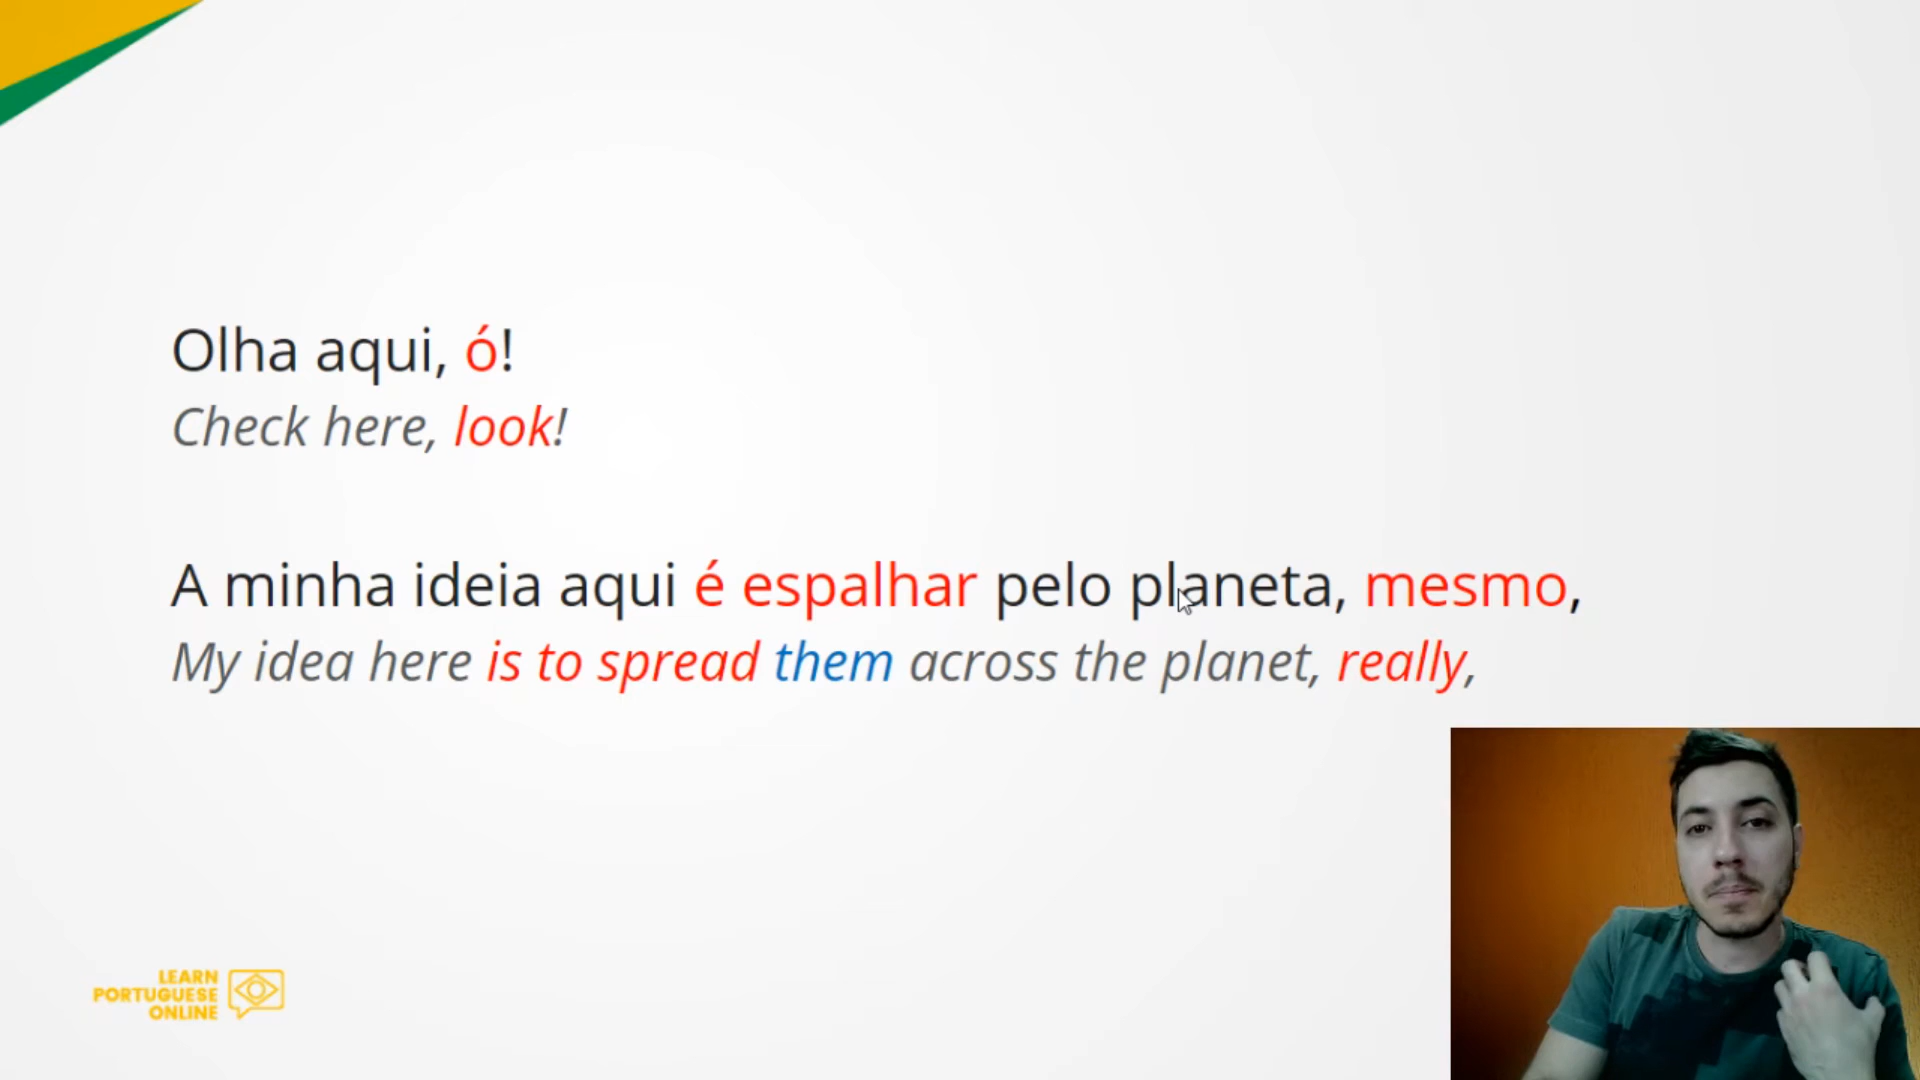 Olha aqui, ó!
Check here, look!
A minha ideia aqui é espalhar pelo planeta, mesmo,
My idea here is to spread them across the planet, really,
LEARN
PORTUGUESE
ONLINE